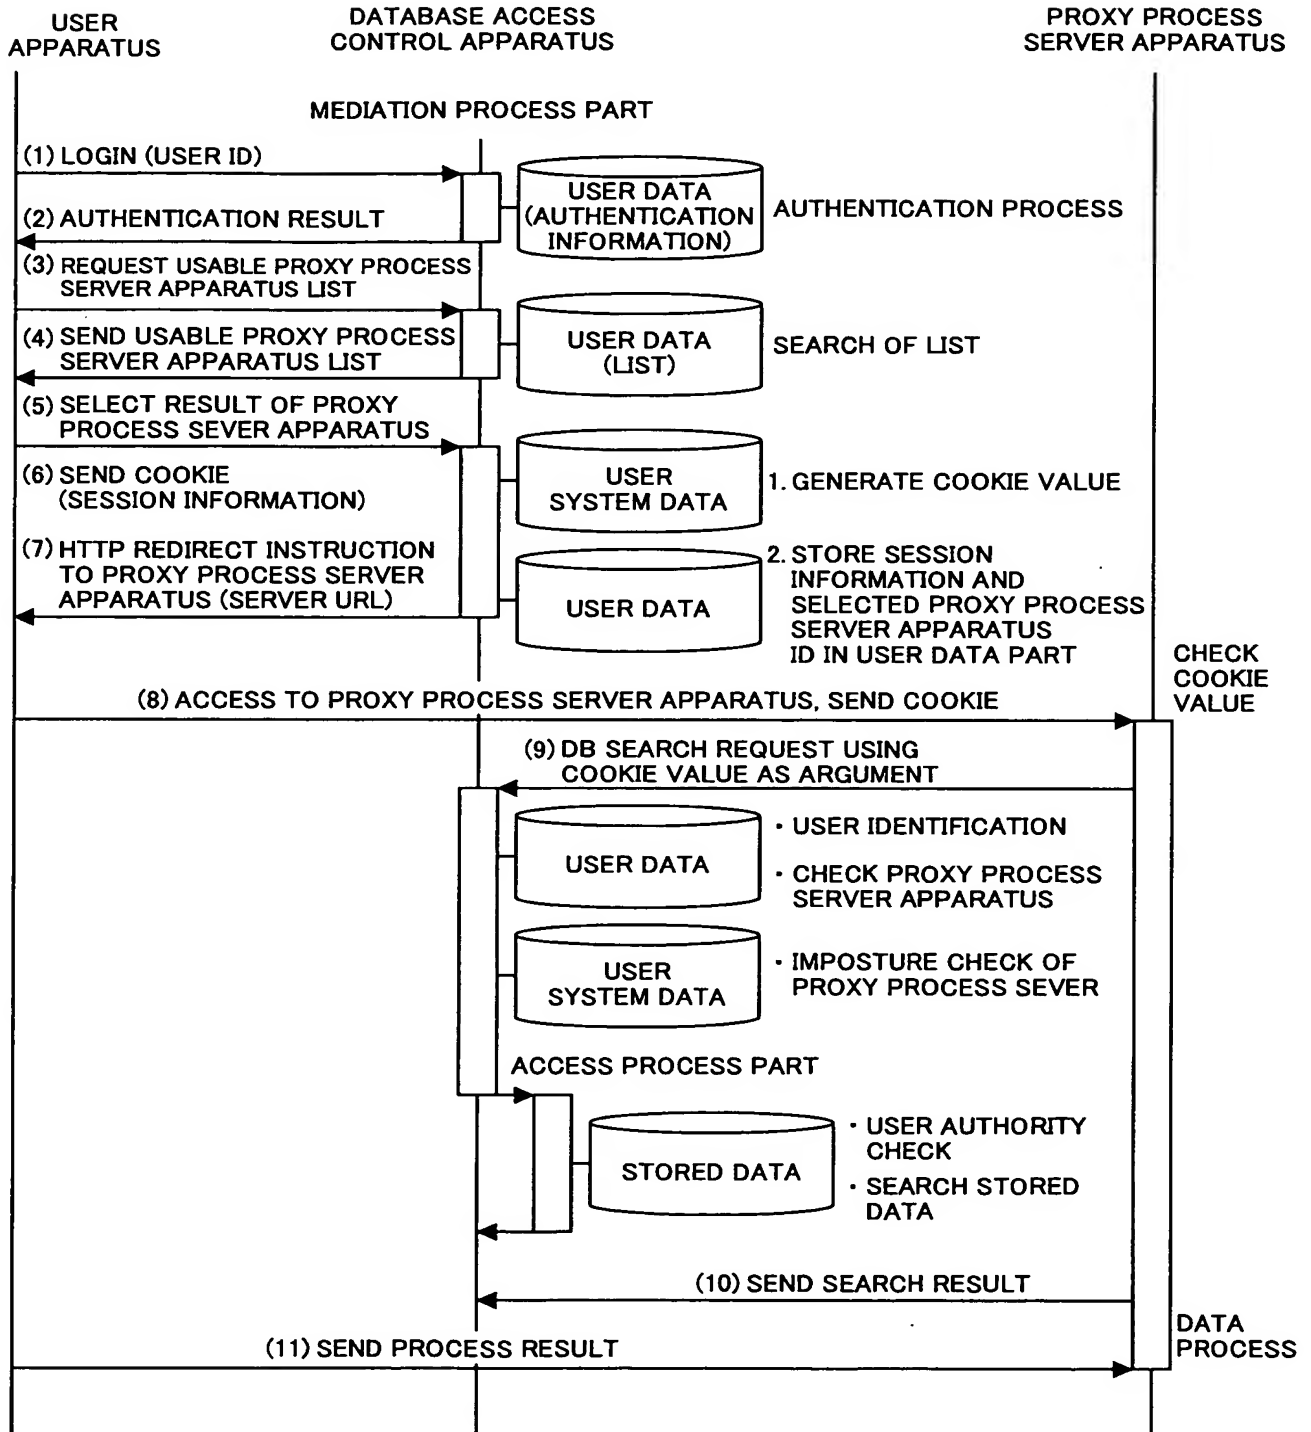 USER
APPARATUS
DATABASE ACCESS
CONTROL APPARATUS
PROXY PROCESS
SERVER APPARATUS
MEDIATION PROCESS PART
(1) LOGIN (USER ID)
USER DATA
(AUTHENTICATION
INFORMATION)
AUTHENTICATION PROCESS
(2) AUTHENTICATION RESULT
(3) REQUEST USABLE PROXY PROCESS
SERVER APPARATUS LIST
(4) SEND USABLE PROXY PROCESS
SERVER APPARATUS LIST
USER DATA
(LIST)
SEARCH OF LIST
(5) SELECT RESULT OF PROXY
PROCESS SEVER APPARATUS
(6) SEND COOKIE
(SESSION INFORMATION)
USER
SYSTEM DATA
1. GENERATE COOKIE VALUE
(7) HTTP REDIRECT INSTRUCTION
TO PROXY PROCESS SERVER
APPARATUS (SERVER URL)
USER DATA
2. STORE SESSION
INFORMATION AND
SELECTED PROXY PROCESS
SERVER APPARATUS
ID IN USER DATA PART
CHECK
COOKIE
VALUE
(8) ACCESS TO PROXY PROCESS SERVER APPARATUS, SEND COOKIE
(9) DB SEARCH REQUEST USING
COOKIE VALUE AS ARGUMENT
USER DATA
・USER IDENTIFICATION
・CHECK PROXY PROCESS
SERVER APPARATUS
USER
SYSTEM DATA
・IMPOSTURE CHECK OF
PROXY PROCESS SEVER
ACCESS PROCESS PART
STORED DATA
・USER AUTHORITY
CHECK
・SEARCH STORED
DATA
(10) SEND SEARCH RESULT
(11) SEND PROCESS RESULT
DATA
PROCESS